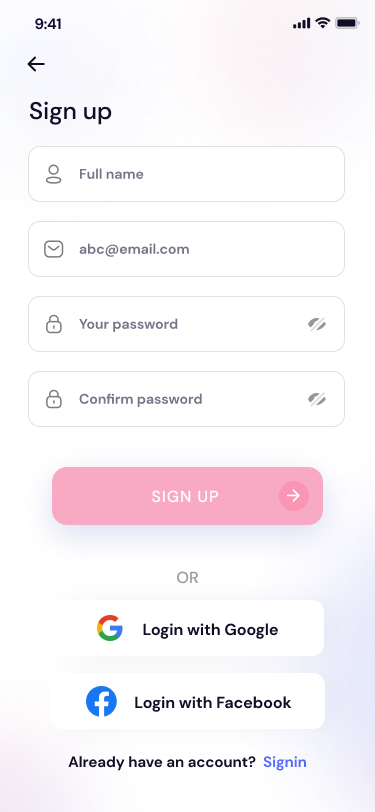 9:41
Sign up
Full name
abc@email.com
Your password
Confirm password
SIGN UP
OR
Login with Google
Login with Facebook
Already have an account? Signin